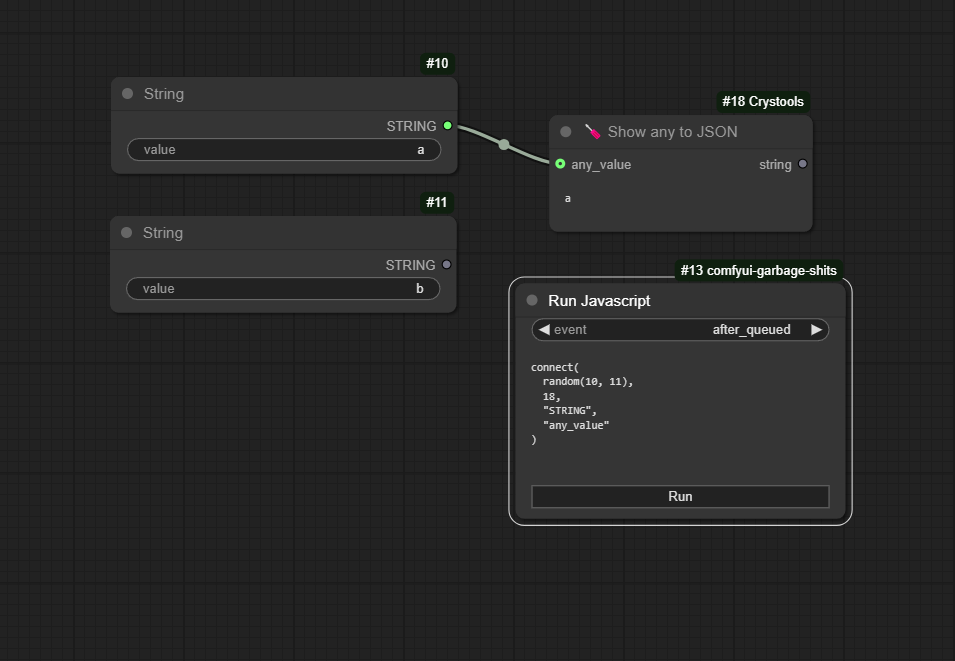 #10
String
STRING
value a
#11
String
STRING
value b
#18 Crystools
Show any to JSON
any_value string
a
#13 comfyui-garbage-shits
Run Javascript
event after_queued
connect(
  random(10, 11),
  18,
  "STRING",
  "any_value"
)
Run